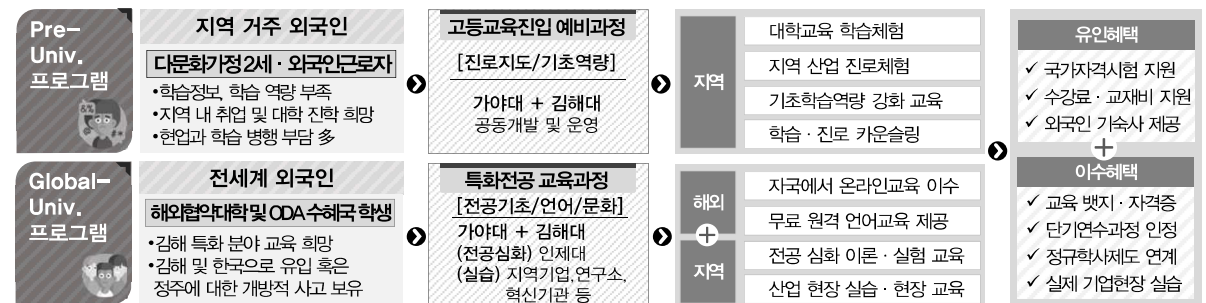 Pre-
Univ.
프로그램
지역 거주 외국인
다문화가정 2세 · 외국인근로자
•학습정보, 학습 역량 부족
•지역 내 취업 및 대학 진학 희망
•현업과 학습 병행 부담 多
고등교육진입 예비과정
[진로지도/기초역량]
가야대 + 김해대
공동개발 및 운영
지역
대학교육 학습체험
지역 산업 진로체험
기초학습역량 강화 교육
학습 · 진로 카운슬링
Global-
Univ.
프로그램
전세계 외국인
해외협약대학 및 ODA 수혜국 학생
•김해 특화 분야 교육 희망
•김해 및 한국으로 유입 혹은
정주에 대한 개방적 사고 보유
특화전공 교육과정
[전공기초/언어/문화]
가야대 + 김해대
(전공심화) 인제대
(실습) 지역기업,연구소,
혁신기관 등
해외
+
지역
자국에서 온라인교육 이수
무료 원격 언어교육 제공
전공 심화 이론 · 실험 교육
산업 현장 실습 · 현장 교육
유인혜택
✓ 국가자격시험 지원
✓ 수강료 · 교재비 지원
✓ 외국인 기숙사 제공
+
이수혜택
✓ 교육 뱃지 · 자격증
✓ 단기연수과정 인정
✓ 정규학사제도 연계
✓ 실제 기업현장 실습